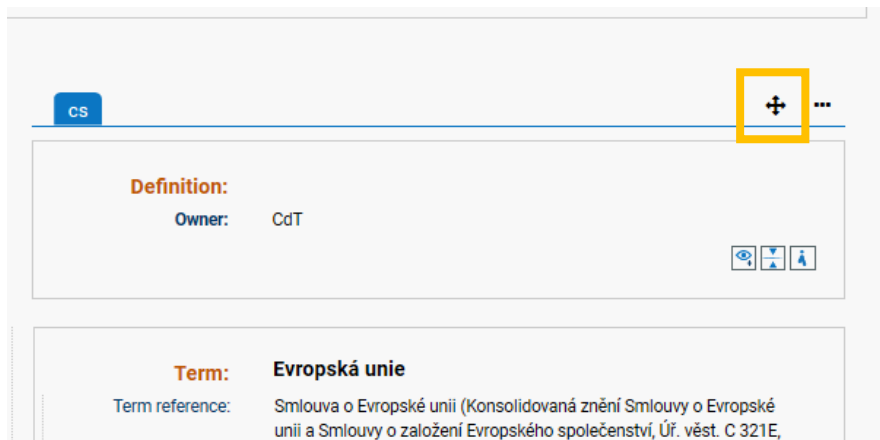 cs
Definition:
Owner: CdT
Term: Evropská unie
Term reference: Smlouva o Evropské unii (Konsolidovaná znění Smlouvy o Evropské
unii a Smlouvy o založení Evropského společenství, Úř. věst. C 321E,